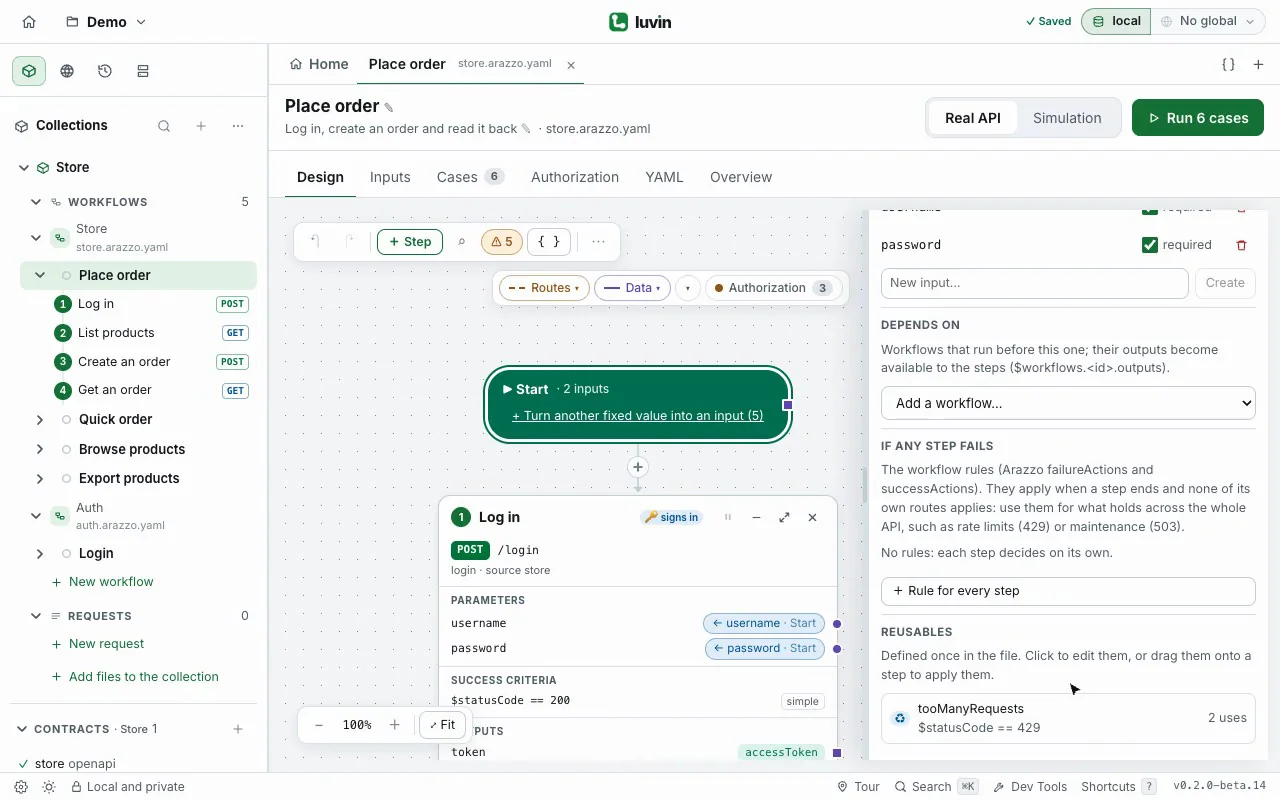 Demo
luvin
Saved
local
No global
Home
Place order
store.arazzo.yaml
Place order
Log in, create an order and read it back
· store.arazzo.yaml
Real API
Simulation
Run 6 cases
Design
Inputs
Cases 6
Authorization
YAML
Overview
Collections
Store
WORKFLOWS 5
Store
store.arazzo.yaml
Place order
1 Log in POST
2 List products GET
3 Create an order POST
4 Get an order GET
Quick order
Browse products
Export products
Auth
auth.arazzo.yaml
Login
+ New workflow
REQUESTS 0
+ New request
+ Add files to the collection
CONTRACTS · Store 1
store openapi
+ Step
5
{ }
Routes
Data
Authorization 3
Start · 2 inputs
+ Turn another fixed value into an input (5)
1 Log in
signs in
POST /login
login · source store
PARAMETERS
username
← username · Start
password
← password · Start
SUCCESS CRITERIA
$statusCode == 200
simple
token
accessToken
− 100% +
Fit
required
password
required
New input...
Create
DEPENDS ON
Workflows that run before this one; their outputs become
available to the steps ($workflows.<id>.outputs).
Add a workflow...
IF ANY STEP FAILS
The workflow rules (Arazzo failureActions and
successActions). They apply when a step ends and none of its
own routes applies: use them for what holds across the whole
API, such as rate limits (429) or maintenance (503).
No rules: each step decides on its own.
+ Rule for every step
REUSABLES
Defined once in the file. Click to edit them, or drag them onto a
step to apply them.
tooManyRequests
$statusCode == 429
2 uses
Local and private
Tour
Search ⌘K
Dev Tools
Shortcuts ?
v0.2.0-beta.14